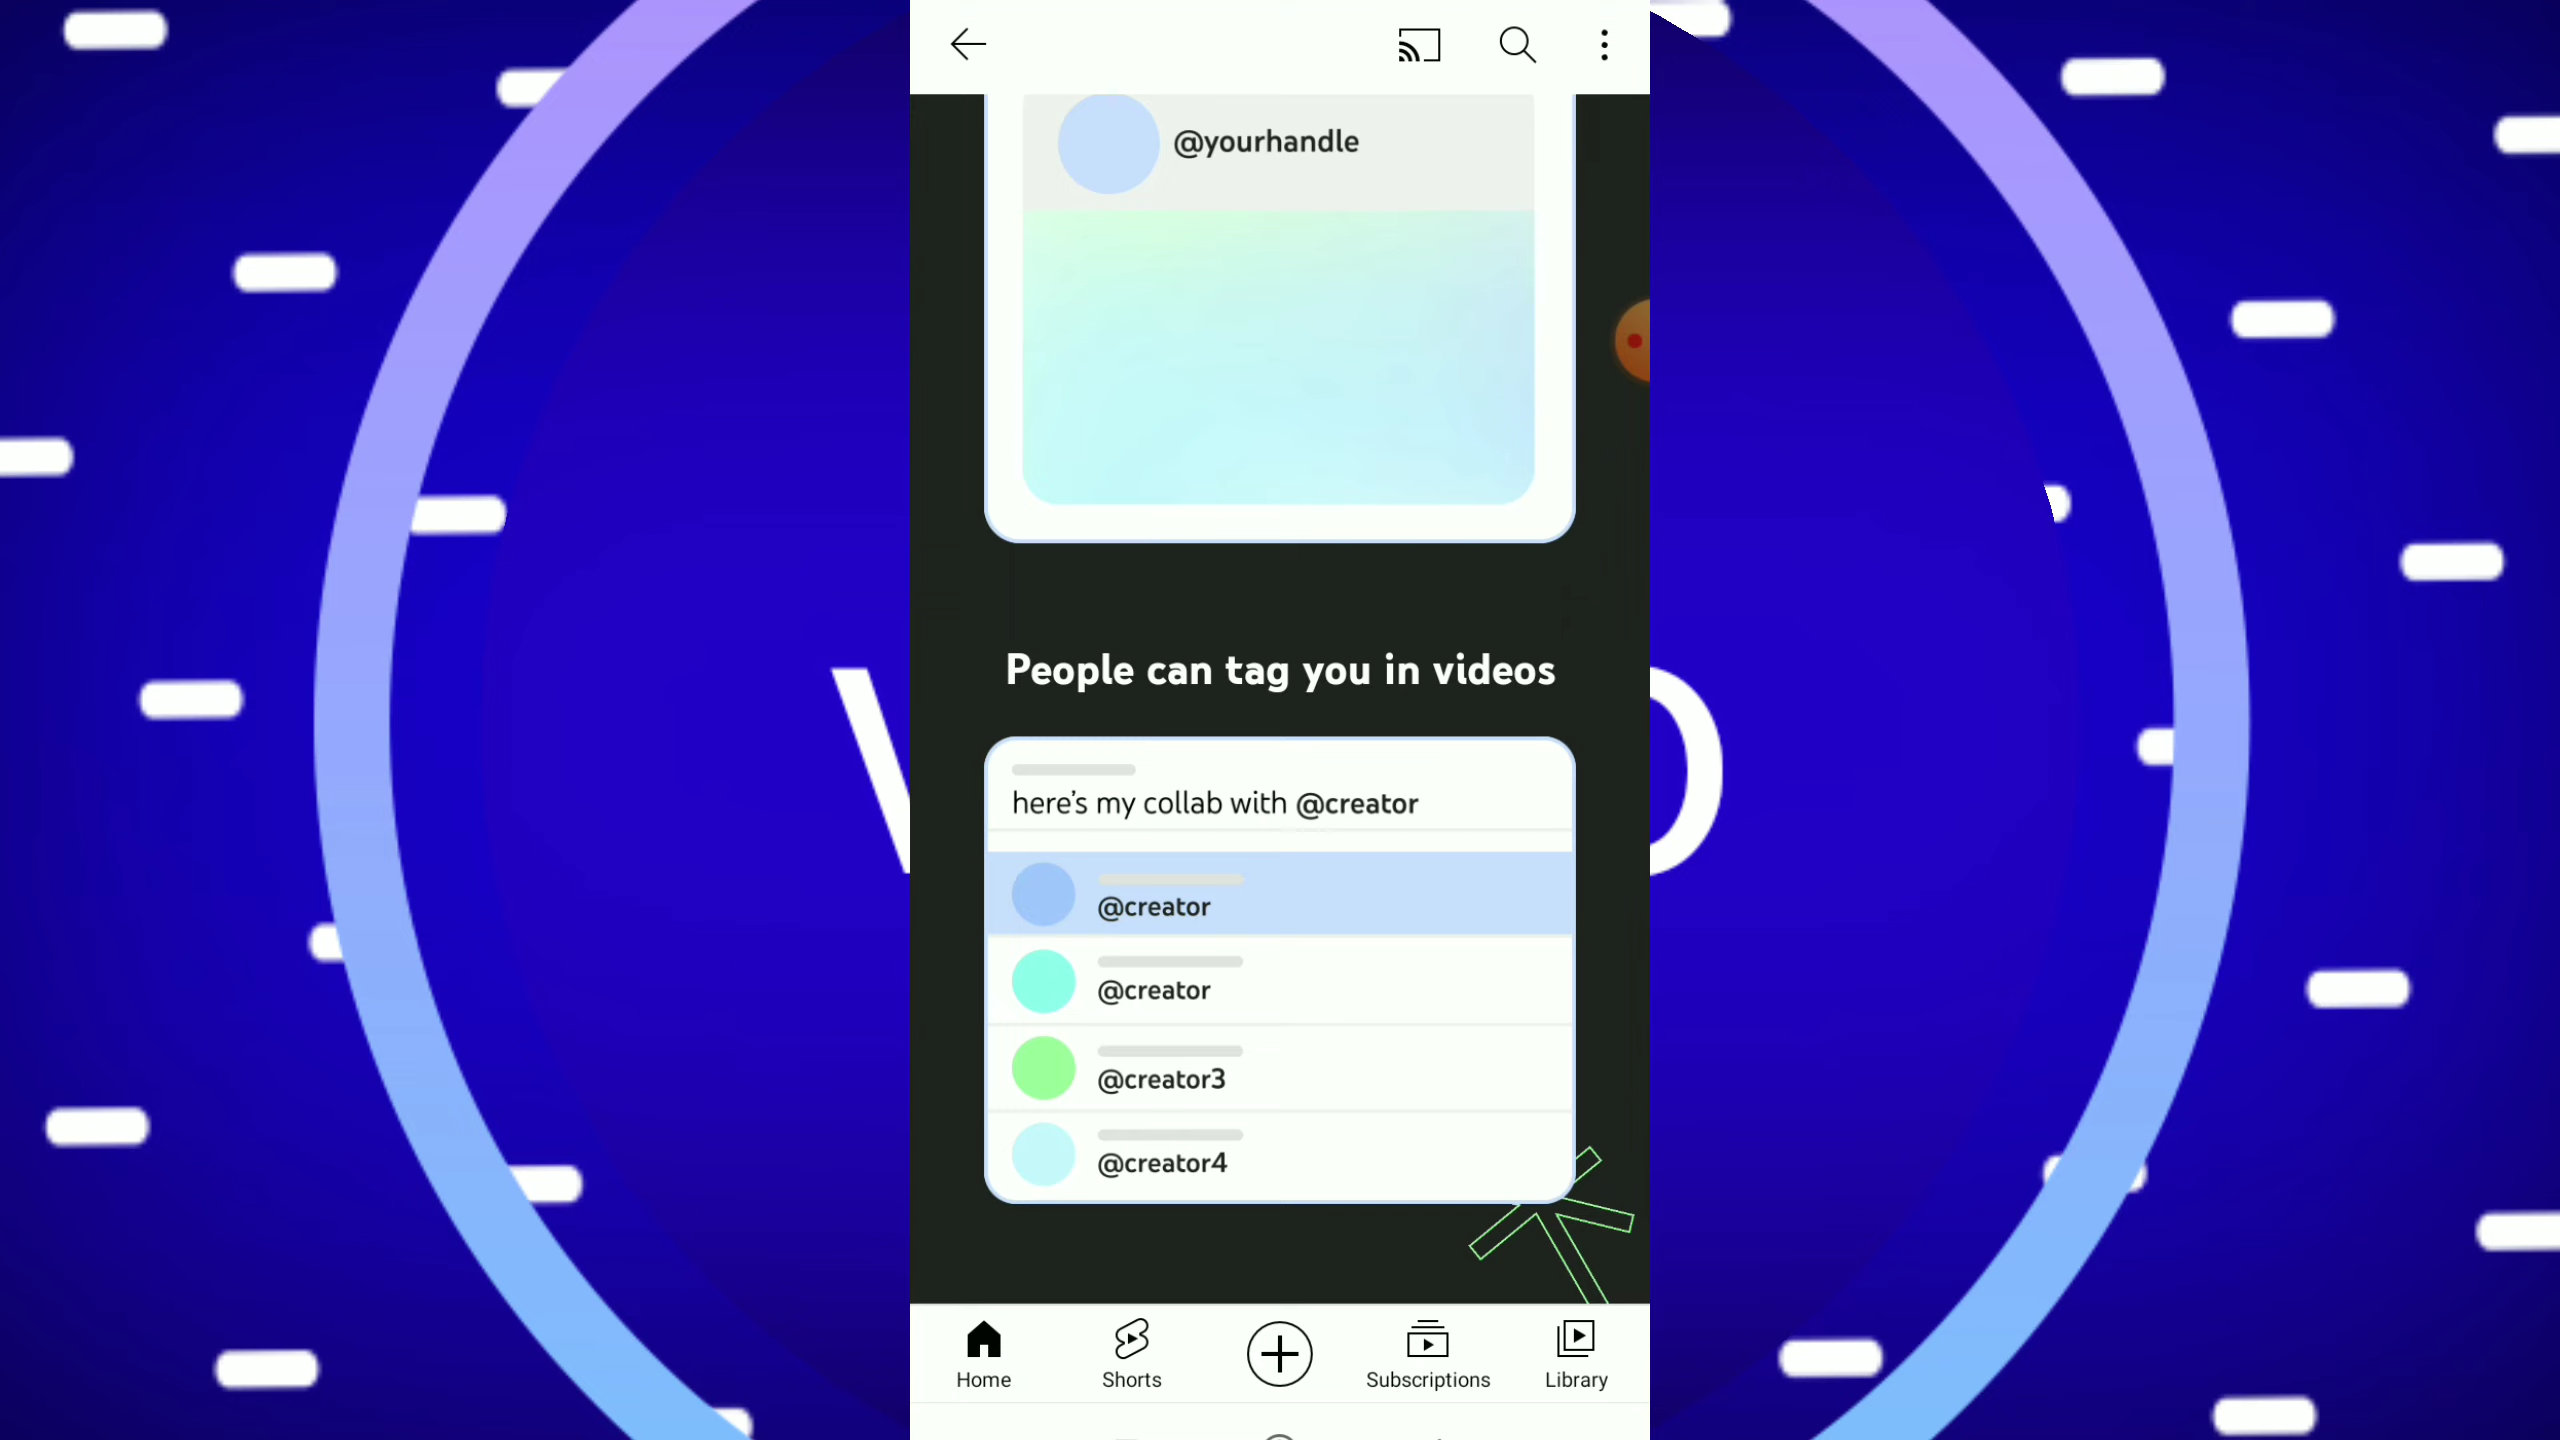 @yourhandle
People can tag you in videos
here's my collab with @creator
@creator
@creator
@creator3
@creator4
Home
Shorts
Subscriptions
Library